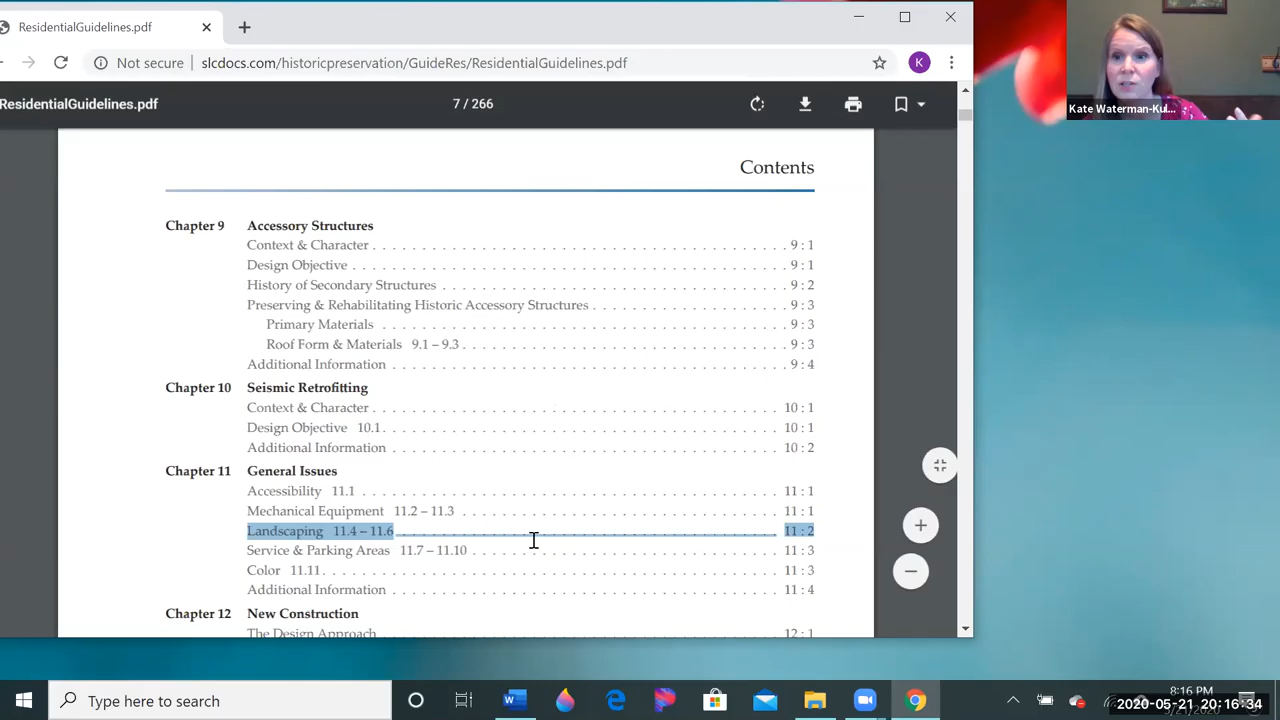 ResidentialGuidelines.pdf
Not secure | slcdocs.com/historicpreservation/GuideRes/ResidentialGuidelines.pdf
K
Kate Waterman-Kul...
ResidentialGuidelines.pdf
7 / 266
Contents
Chapter 9 Accessory Structures
Context & Character 9 : 1
Design Objective 9 : 1
History of Secondary Structures 9 : 2
Preserving & Rehabilitating Historic Accessory Structures 9 : 3
Primary Materials 9 : 3
Roof Form & Materials 9.1 – 9.3 9 : 3
Additional Information 9 : 4
Chapter 10 Seismic Retrofitting
Context & Character 10 : 1
Design Objective 10.1 10 : 1
Additional Information 10 : 2
Chapter 11 General Issues
Accessibility 11.1 11 : 1
Mechanical Equipment 11.2 – 11.3 11 : 1
Landscaping 11.4 – 11.6 11 : 2
Service & Parking Areas 11.7 – 11.10 11 : 3
Color 11.11 11 : 3
Additional Information 11 : 4
Chapter 12 New Construction
The Design Approach 12 : 1
Type here to search
8:16 PM
2020-05-21 20:16:34